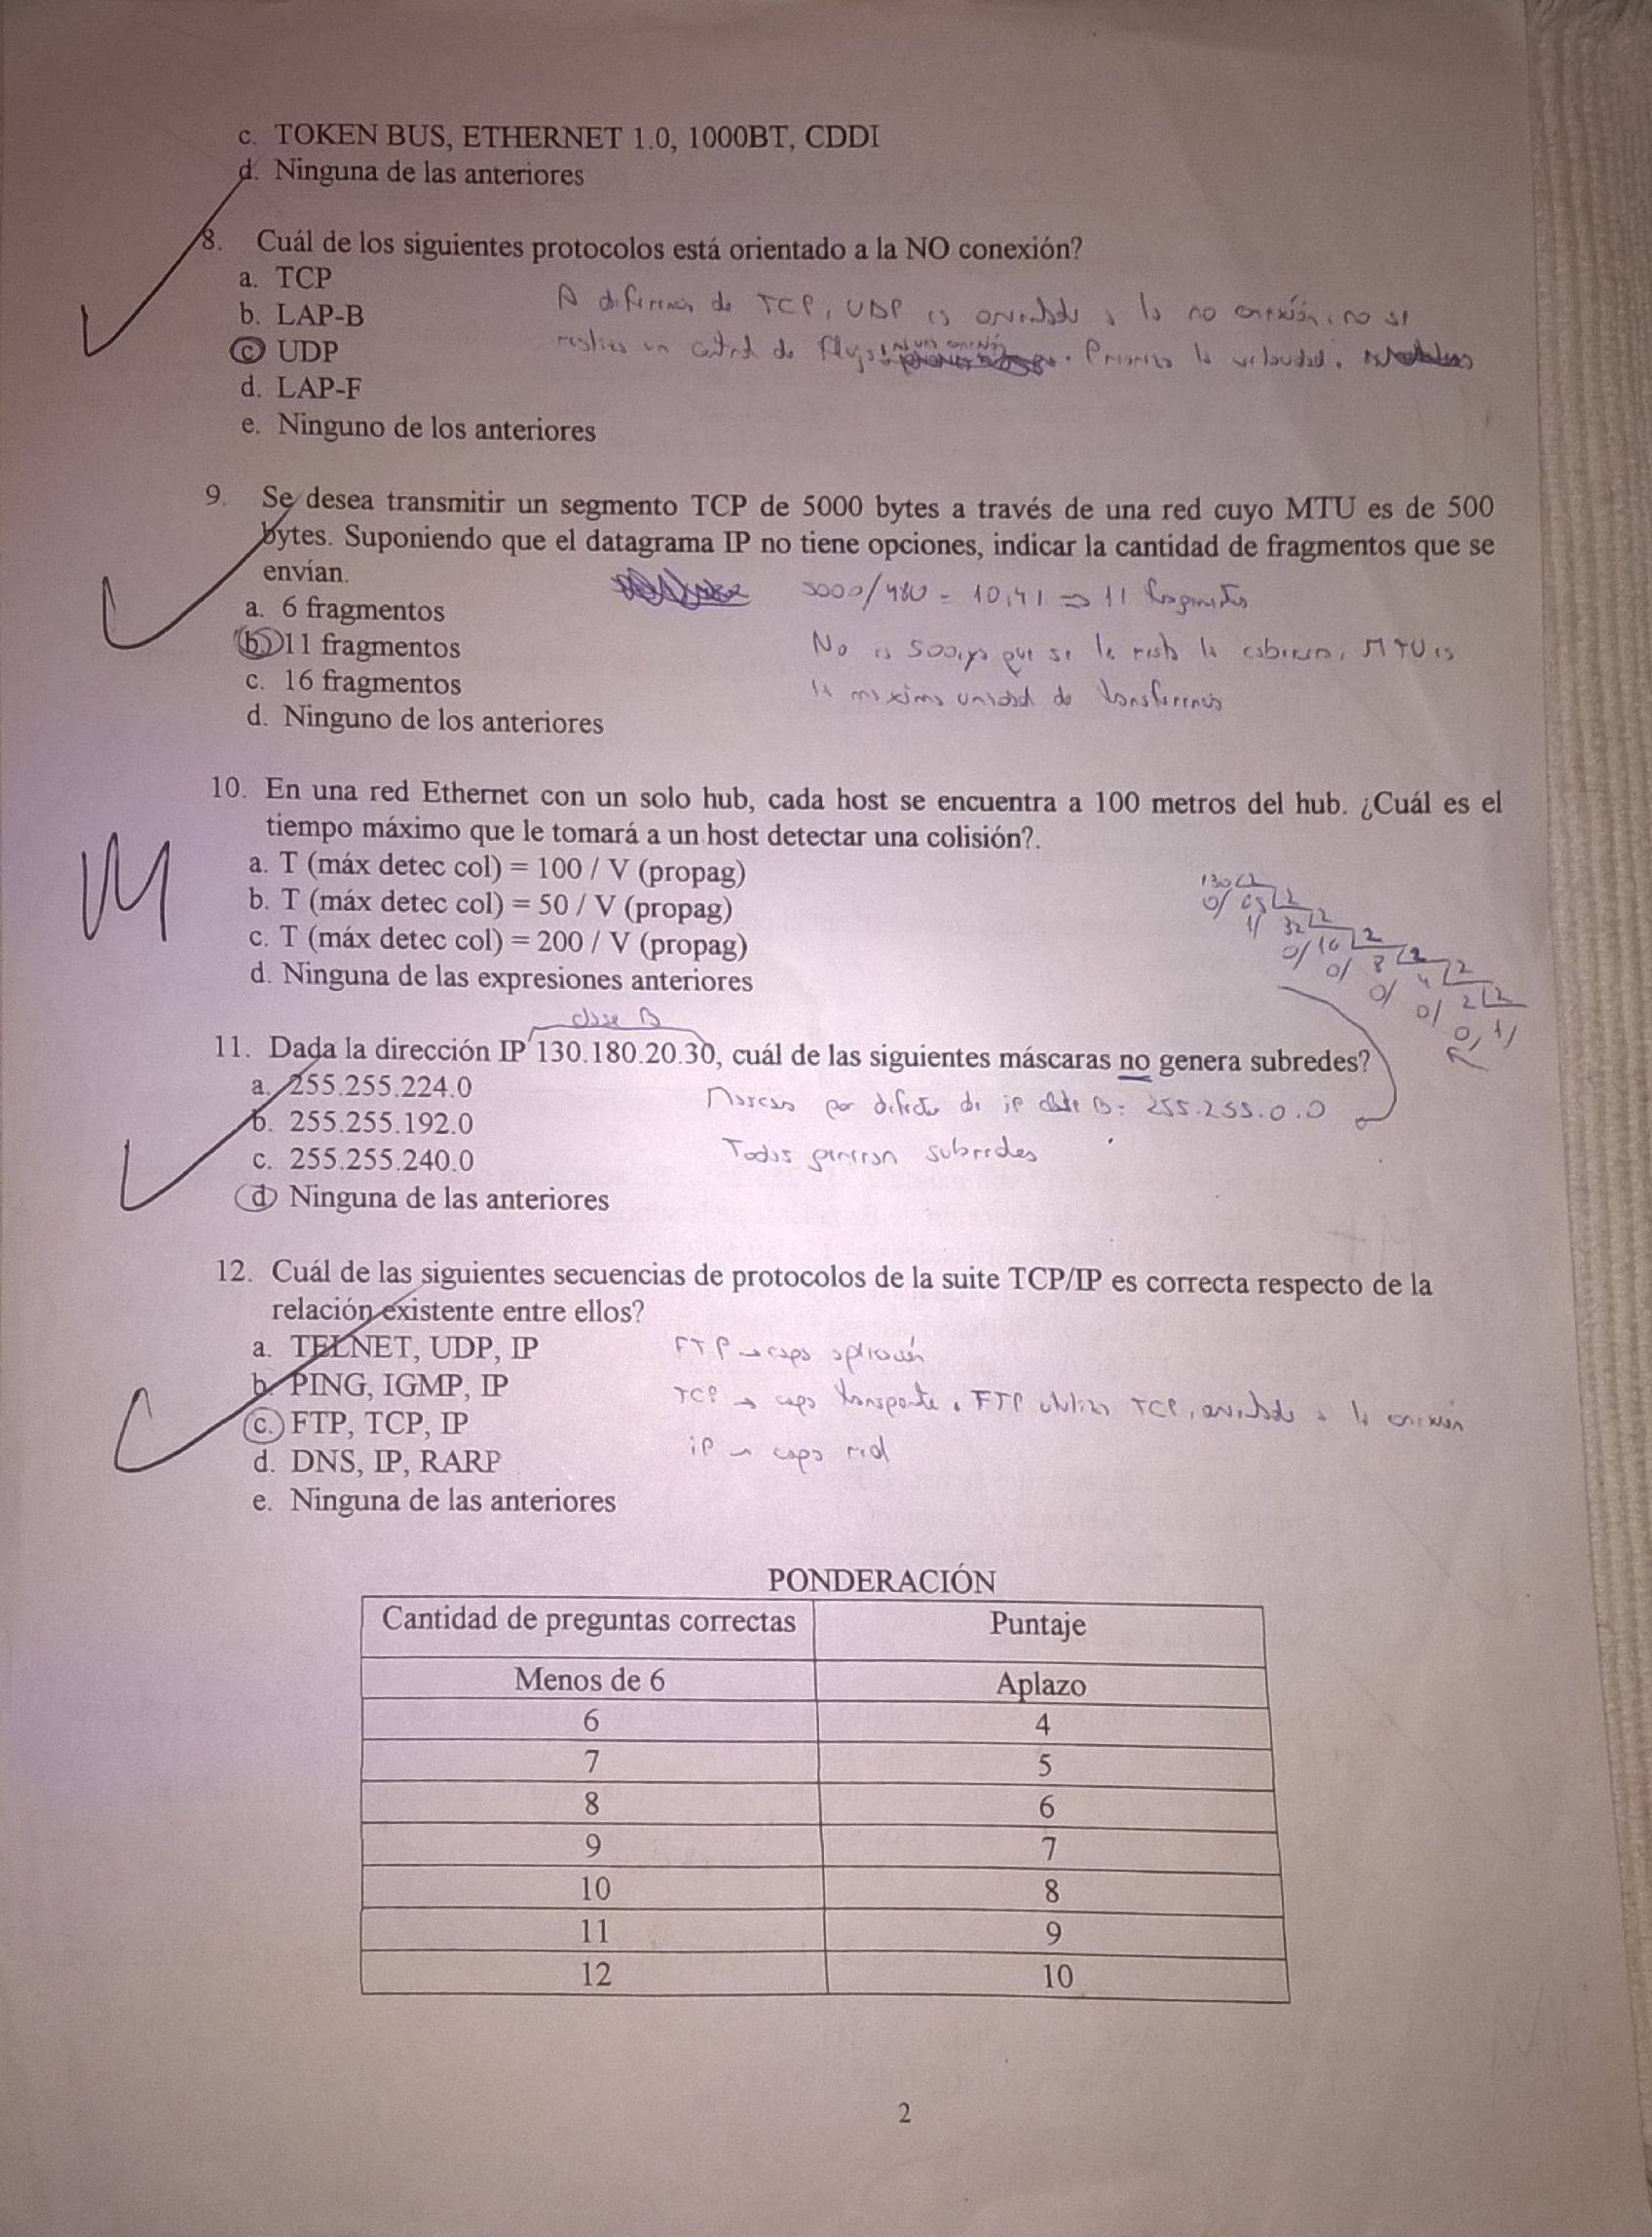 c. TOKEN BUS, ETHERNET 1.0, 1000BT, CDDI
d. Ninguna de las anteriores
8. Cuál de los siguientes protocolos está orientado a la NO conexión?
a. TCP
b. LAP-B
c. UDP
d. LAP-F
e. Ninguno de los anteriores
A diferencia de TCP, UDP es orientado a la no conexión, no se
realiza un control de flujo. Prioriza la velocidad.
9. Se desea transmitir un segmento TCP de 5000 bytes a través de una red cuyo MTU es de 500
bytes. Suponiendo que el datagrama IP no tiene opciones, indicar la cantidad de fragmentos que se
envían.
a. 6 fragmentos
b. 11 fragmentos
c. 16 fragmentos
d. Ninguno de los anteriores
5000/480 = 10,41 ⇒ 11 fragmentos
No es 500, ya que se le resta la cabecera, MTU es
la maxima unidad de transferencia
10. En una red Ethernet con un solo hub, cada host se encuentra a 100 metros del hub. ¿Cuál es el
tiempo máximo que le tomará a un host detectar una colisión?.
a. T (máx detec col) = 100 / V (propag)
b. T (máx detec col) = 50 / V (propag)
c. T (máx detec col) = 200 / V (propag)
d. Ninguna de las expresiones anteriores
130 2
0/ 65 2
1/ 32 2
0/ 16 2
0/ 8 2
0/ 4 2
0/ 2 2
0/ 1/
clase B
11. Dada la dirección IP 130.180.20.30, cuál de las siguientes máscaras no genera subredes?
a. 255.255.224.0
b. 255.255.192.0
c. 255.255.240.0
d. Ninguna de las anteriores
por defecto de ip clase B: 255.255.0.0
Todas generan subredes
12. Cuál de las siguientes secuencias de protocolos de la suite TCP/IP es correcta respecto de la
relación existente entre ellos?
a. TELNET, UDP, IP
b. PING, IGMP, IP
c. FTP, TCP, IP
d. DNS, IP, RARP
e. Ninguna de las anteriores
FTP → capa aplicación
TCP → capa transporte. FTP utiliza TCP, orientado a la conexión
iP → capa red
PONDERACIÓN
Cantidad de preguntas correctas Puntaje
Menos de 6 Aplazo
6 4
7 5
8 6
9 7
10 8
11 9
12 10
2